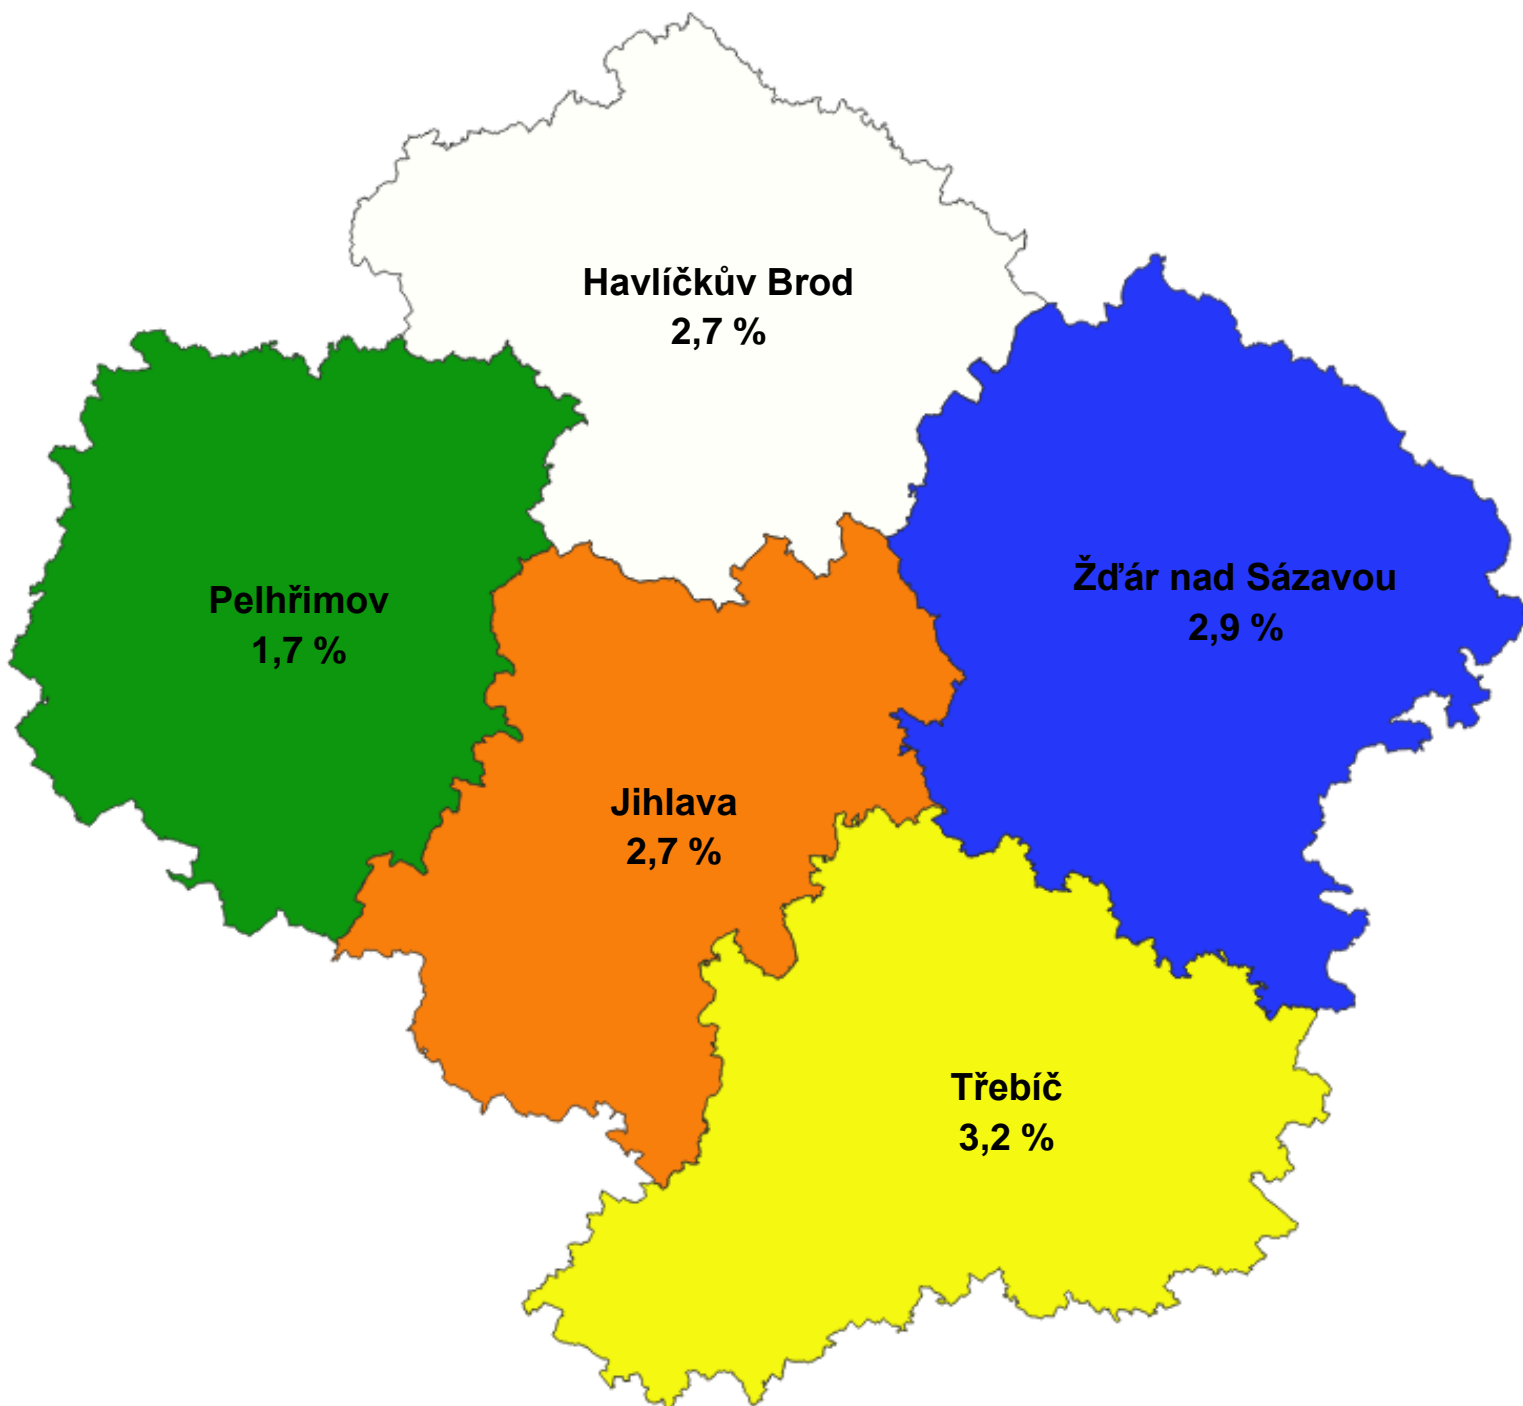 Havlíčkův Brod
2,7 %
Žďár nad Sázavou
2,9 %
Pelhřimov
1,7 %
Jihlava
2,7 %
Třebíč
3,2 %